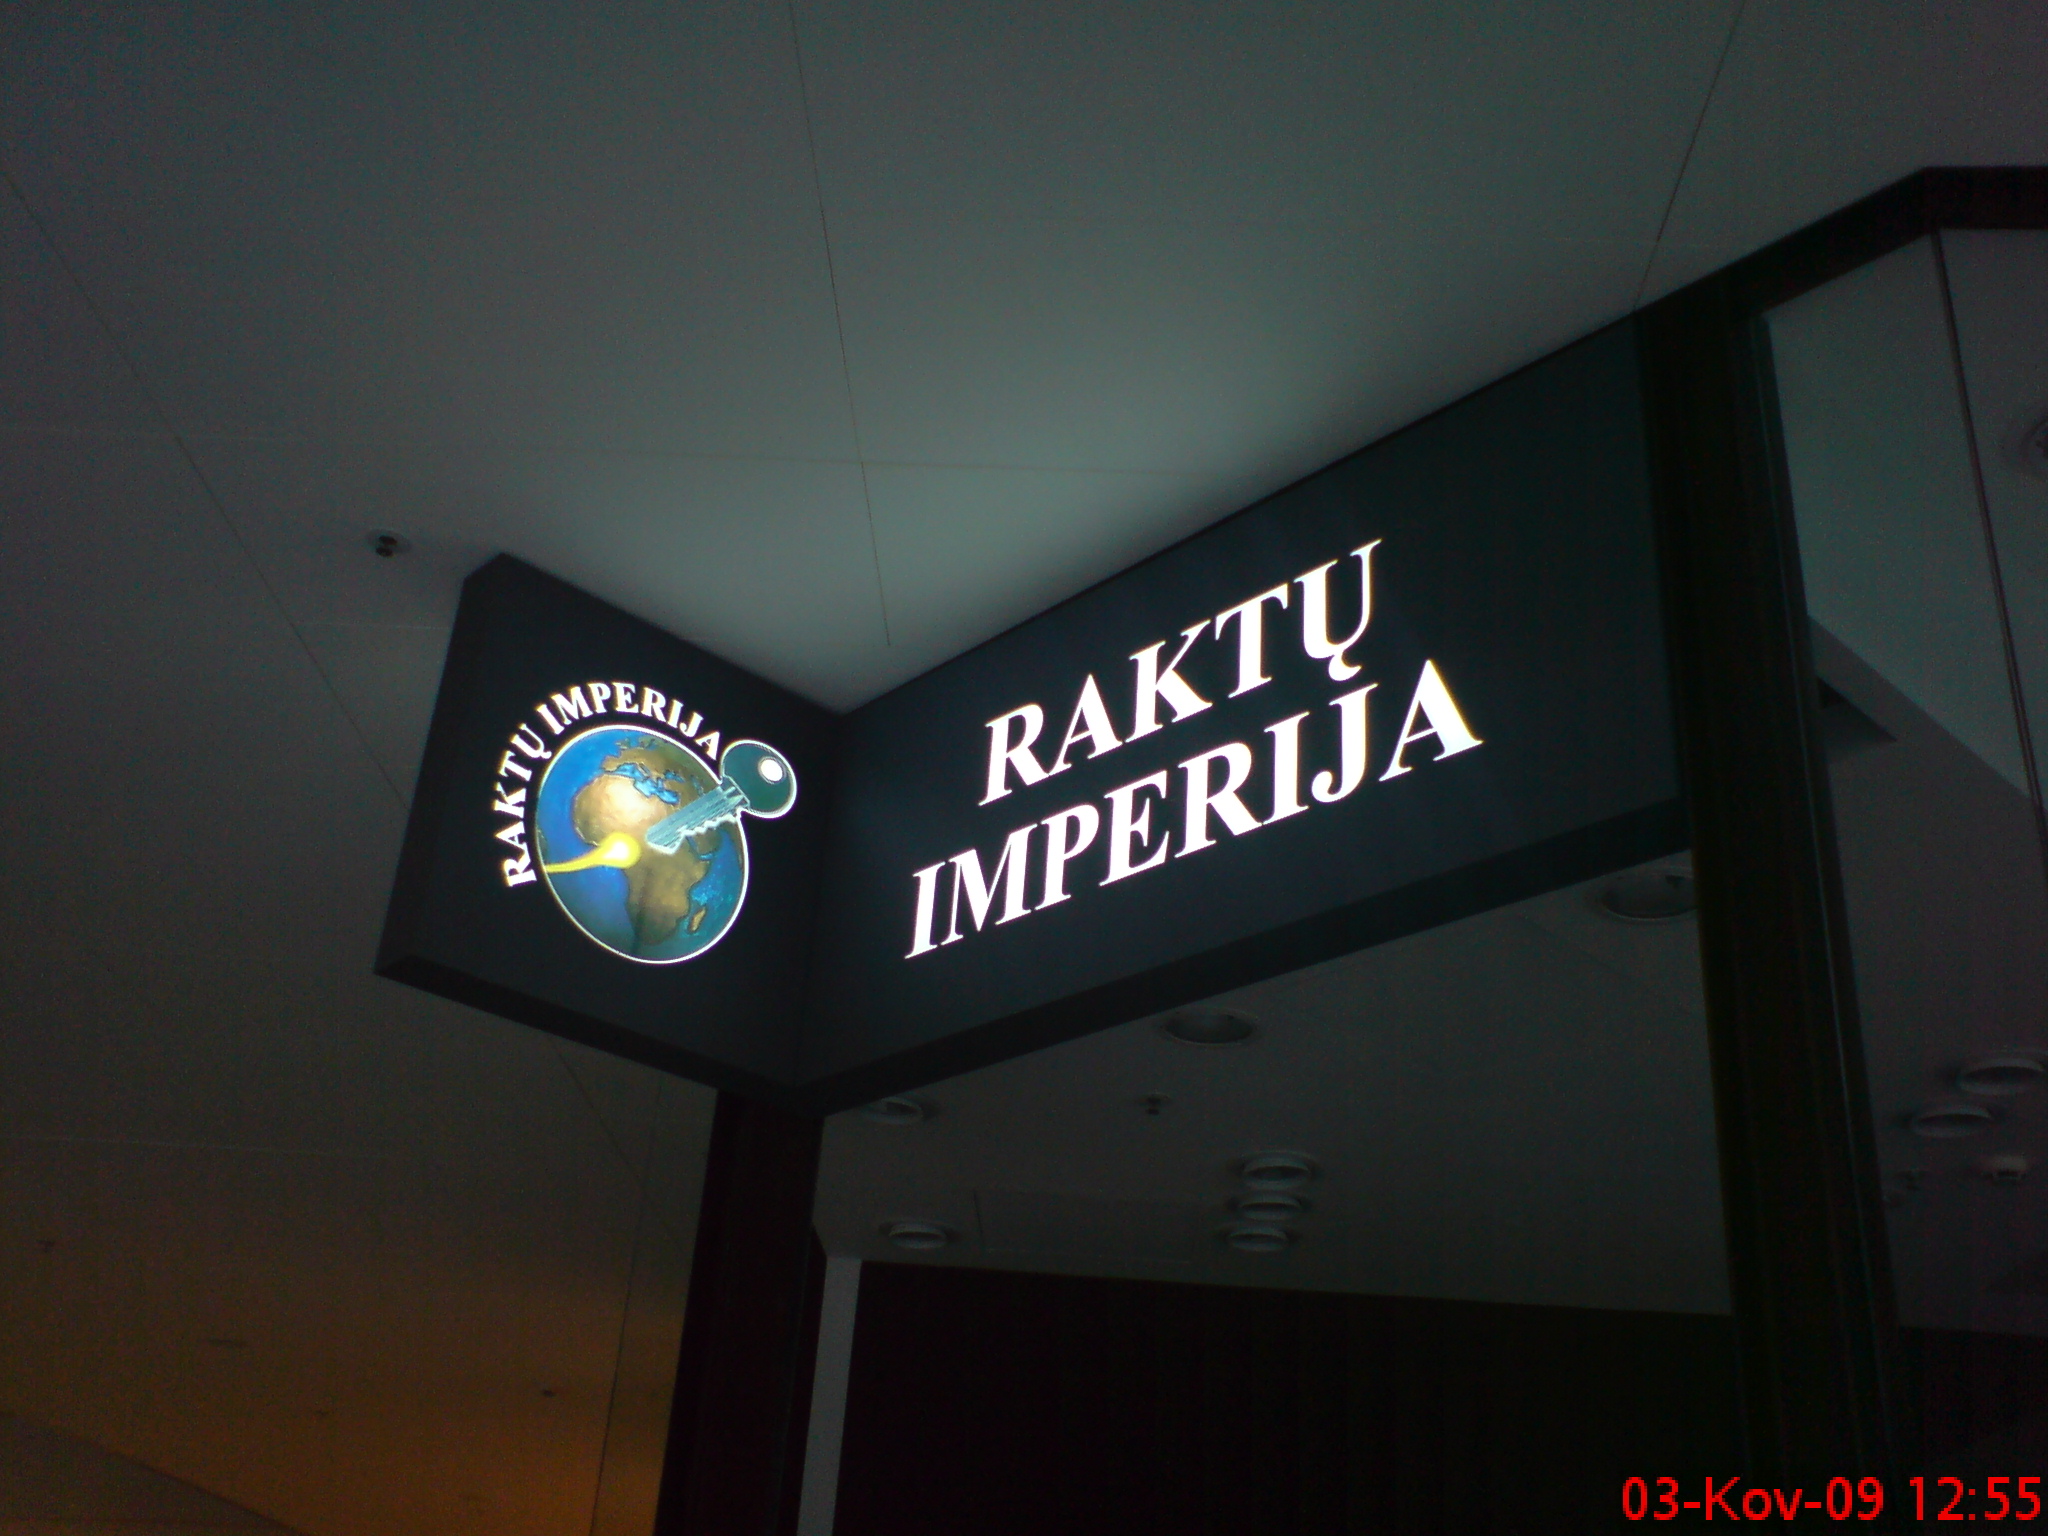 RAKTŲ IMPERIJA
RAKTŲ
IMPERIJA
03-Kov-09 12:55